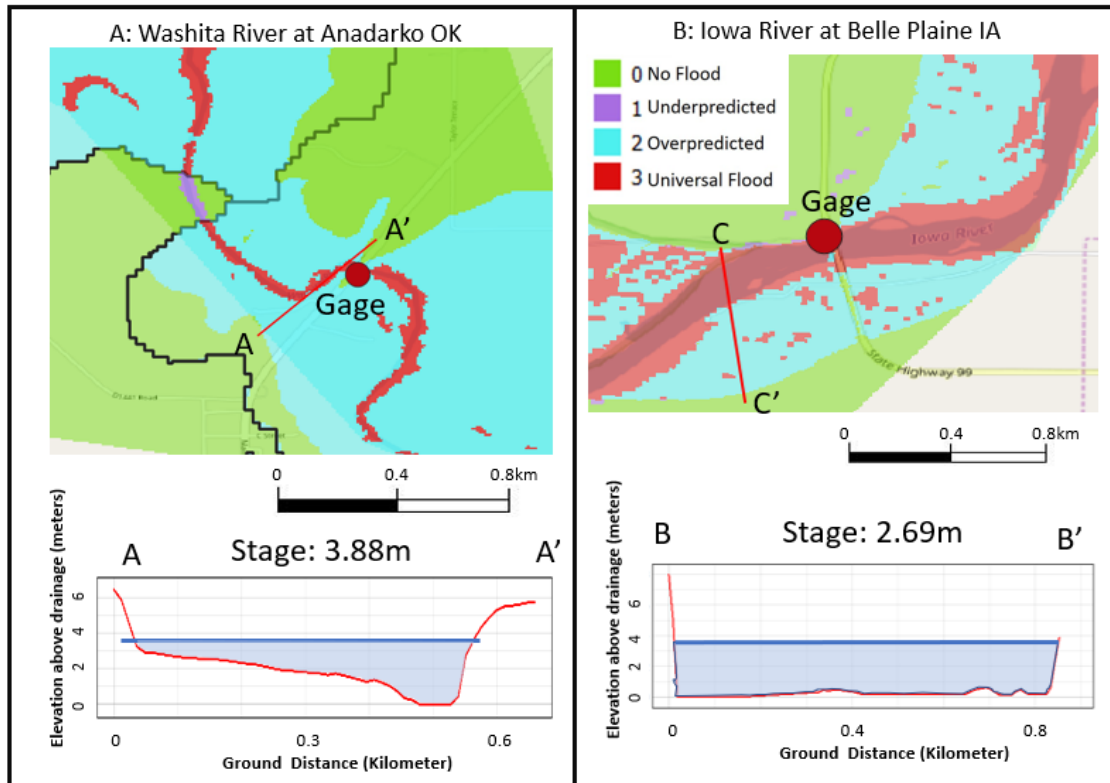 A: Washita River at Anadarko OK
A'
Gage
A
0 0.4 0.8km
Elevation above drainage (meters)
A Stage: 3.88m A'
6
4
2
0
0 0.3 0.6
Ground Distance (Kilometer)
B: Iowa River at Belle Plaine IA
0 No Flood
1 Underpredicted
2 Overpredicted
3 Universal Flood
Gage
C
Iowa River
State Highway 99
C'
0 0.4 0.8km
Elevation above drainage (meters)
B Stage: 2.69m B'
6
4
2
0
0 0.4 0.8
Ground Distance (Kilometer)